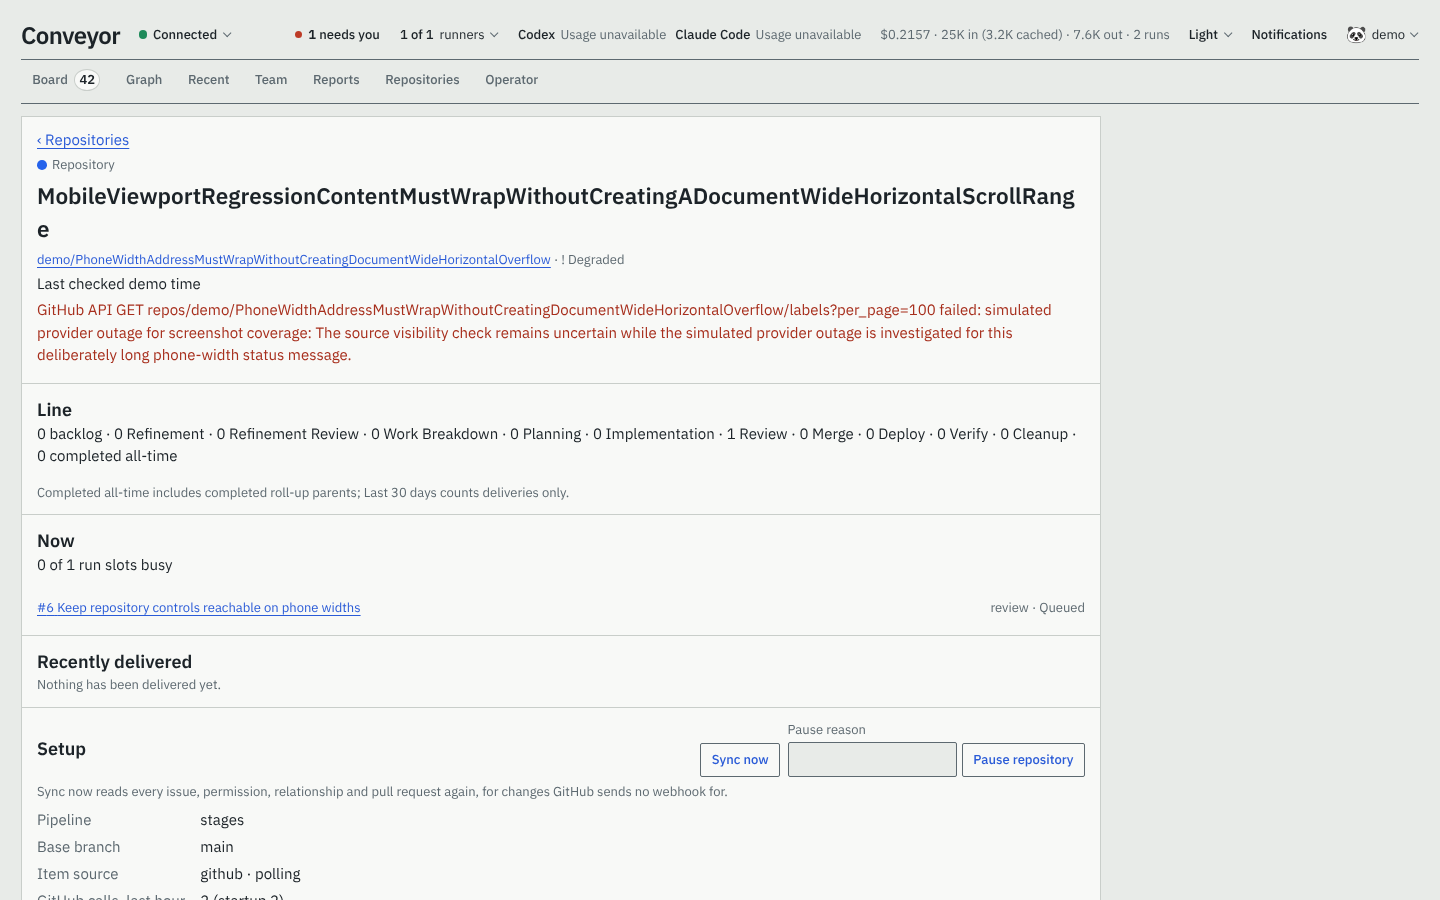 Conveyor
Connected
1 needs you
1 of 1 runners
Codex Usage unavailable
Claude Code Usage unavailable
$0.2157 · 25K in (3.2K cached) · 7.6K out · 2 runs
Light
Notifications
demo
Board 42
Graph
Recent
Team
Reports
Repositories
Operator
‹ Repositories
Repository
MobileViewportRegressionContentMustWrapWithoutCreatingADocumentWideHorizontalScrollRang
e
demo/PhoneWidthAddressMustWrapWithoutCreatingDocumentWideHorizontalOverflow · ! Degraded
Last checked demo time
GitHub API GET repos/demo/PhoneWidthAddressMustWrapWithoutCreatingDocumentWideHorizontalOverflow/labels?per_page=100 failed: simulated
provider outage for screenshot coverage: The source visibility check remains uncertain while the simulated provider outage is investigated for this
deliberately long phone-width status message.
Line
0 backlog · 0 Refinement · 0 Refinement Review · 0 Work Breakdown · 0 Planning · 0 Implementation · 1 Review · 0 Merge · 0 Deploy · 0 Verify · 0 Cleanup ·
0 completed all-time
Completed all-time includes completed roll-up parents; Last 30 days counts deliveries only.
Now
0 of 1 run slots busy
#6 Keep repository controls reachable on phone widths
review · Queued
Recently delivered
Nothing has been delivered yet.
Setup
Sync now
Pause reason
Pause repository
Sync now reads every issue, permission, relationship and pull request again, for changes GitHub sends no webhook for.
Pipeline stages
Base branch main
Item source github · polling
GitHub calls, last hour 2 (startup 2)